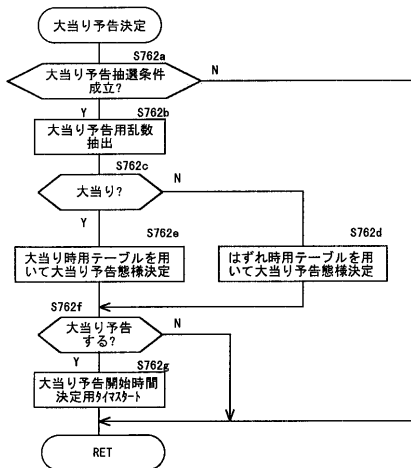 大当り予告決定
S762a
大当り予告抽選条件
成立?
N
Y
S762b
大当り予告用乱数
抽出
S762c
大当り?
N
Y
S762e
大当り時用テーブルを用
いて大当り予告態様決定
S762d
はずれ時用テーブルを用
いて大当り予告態様決定
S762f
大当り予告
する?
N
Y
S762g
大当り予告開始時間
決定用ﾀｲﾏｽﾀｰﾄ
RET